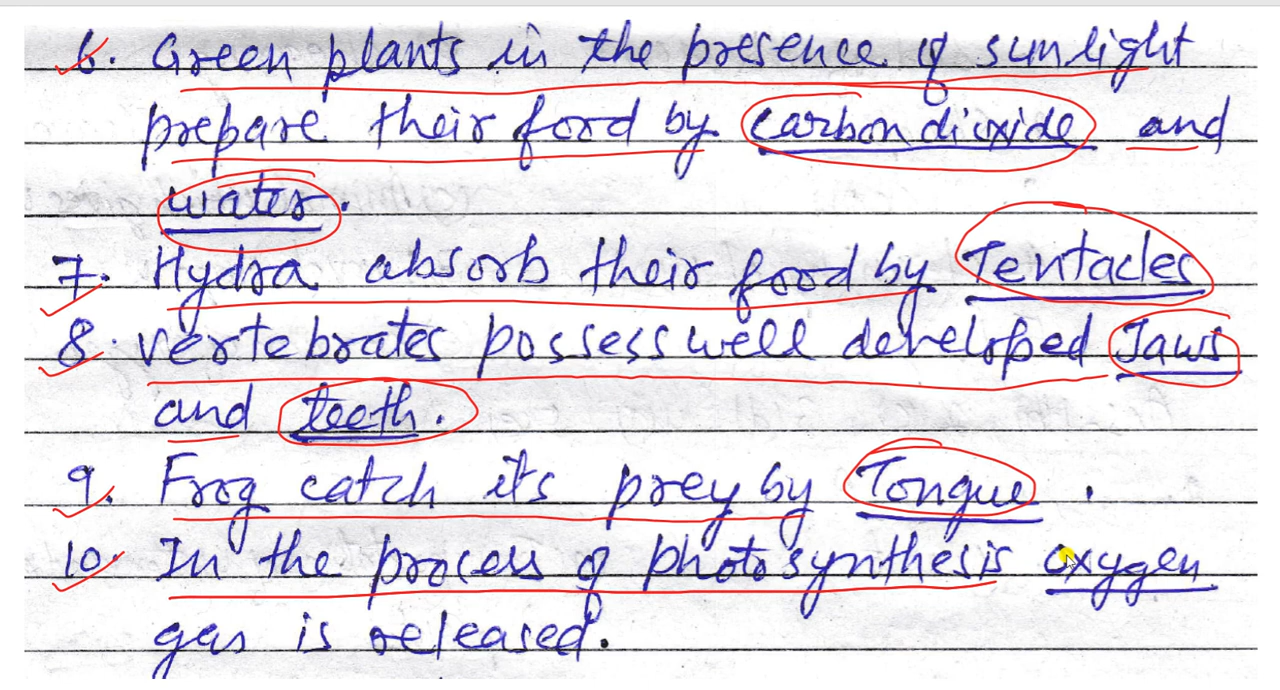 6. Green plants in the presence of sunlight
prepare their food by carbon dioxide and
water.
7. Hydra absorb their food by Tentacles
8. vertebrates possess well developed Jaws
and teeth.
9. Frog catch it's prey by Tongue.
10. In the process of photosynthesis oxygen
gas is released.